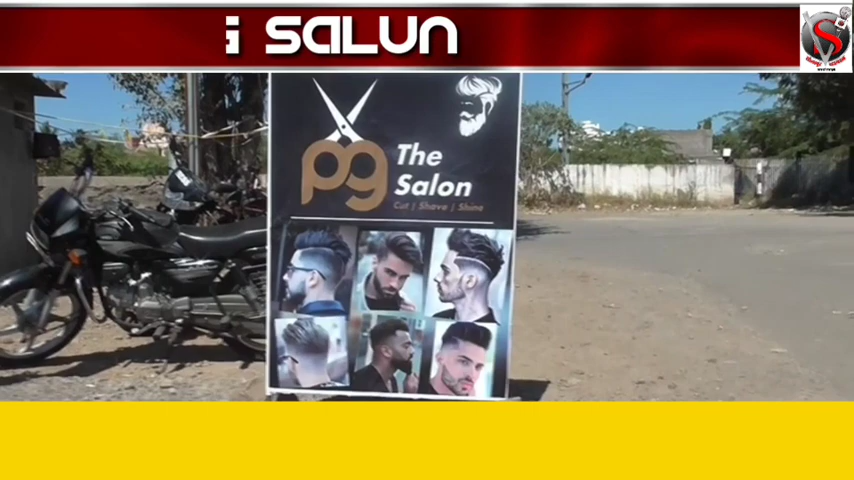 i SALUN
pg
The
Salon
Cut | Shave | Shine